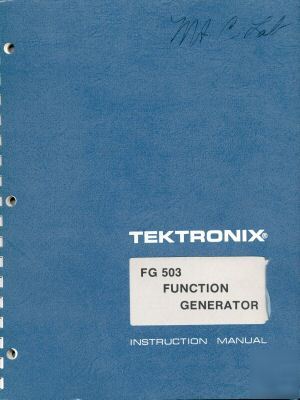 TEKTRONIX®
FG 503
FUNCTION
GENERATOR
INSTRUCTION MANUAL